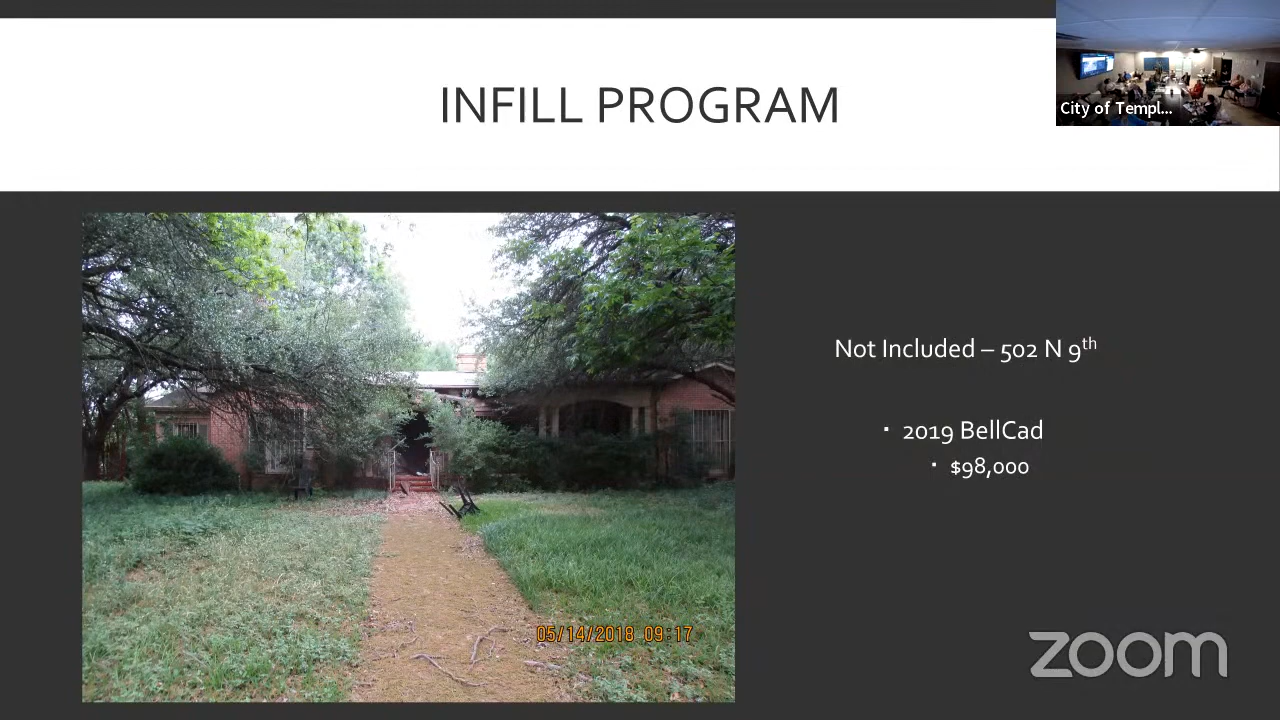 INFILL PROGRAM
City of Templ...
Not Included – 502 N 9th
▪ 2019 BellCad
▪ $98,000
05/14/2018 09:17
zoom